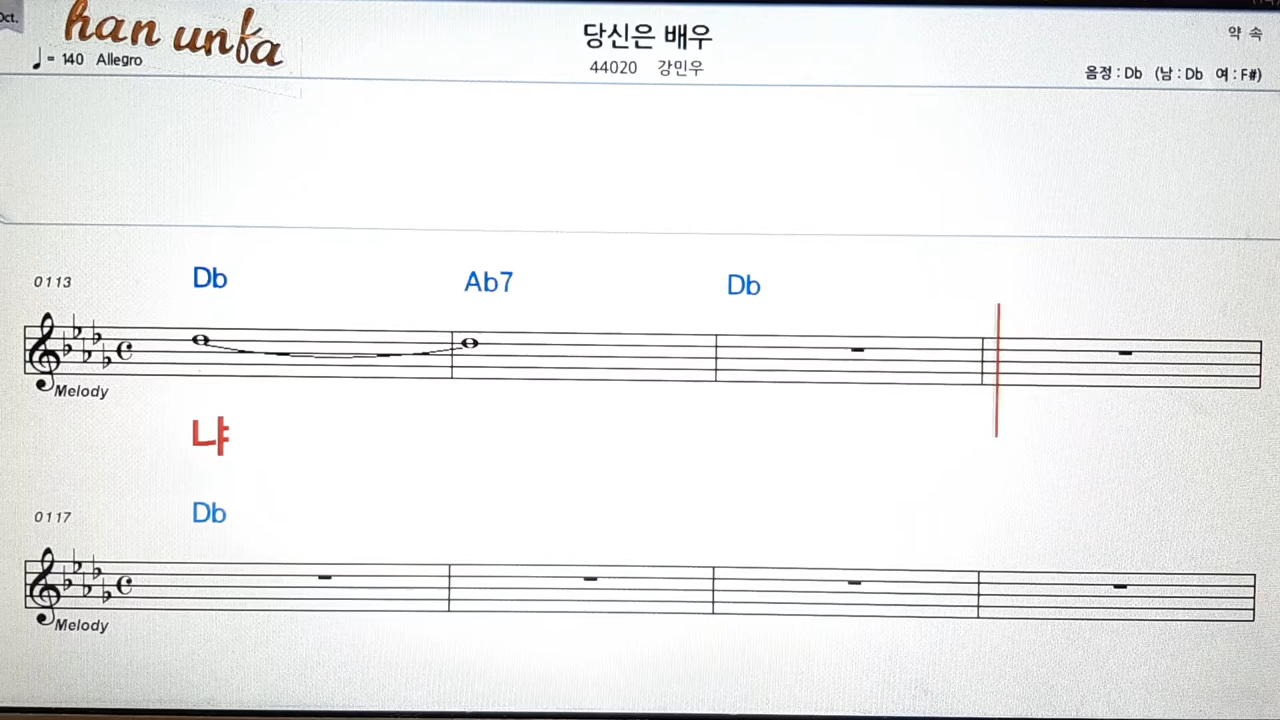 Oct.
han unfa
♩= 140 Allegro
당신은 배우
44020 강민우
약 속
음정 : Db (남 : Db 여 : F#)
0113
Db Ab7 Db
Melody
냐
0117
Db
Melody